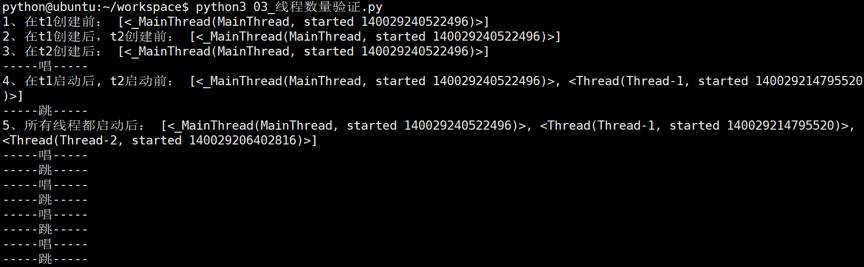 python@ubuntu:~/workspace$ python3 03_线程数量验证.py
1、在t1创建前： [<_MainThread(MainThread, started 140029240522496)>]
2、在t1创建后，t2创建前： [<_MainThread(MainThread, started 140029240522496)>]
3、在t2创建后： [<_MainThread(MainThread, started 140029240522496)>]
-----唱-----
4、在t1启动后，t2启动前： [<_MainThread(MainThread, started 140029240522496)>, <Thread(Thread-1, started 140029214795520
)>]
-----跳-----
5、所有线程都启动后： [<_MainThread(MainThread, started 140029240522496)>, <Thread(Thread-1, started 140029214795520)>,
<Thread(Thread-2, started 140029206402816)>]
-----唱-----
-----跳-----
-----唱-----
-----跳-----
-----唱-----
-----跳-----
-----唱-----
-----跳-----